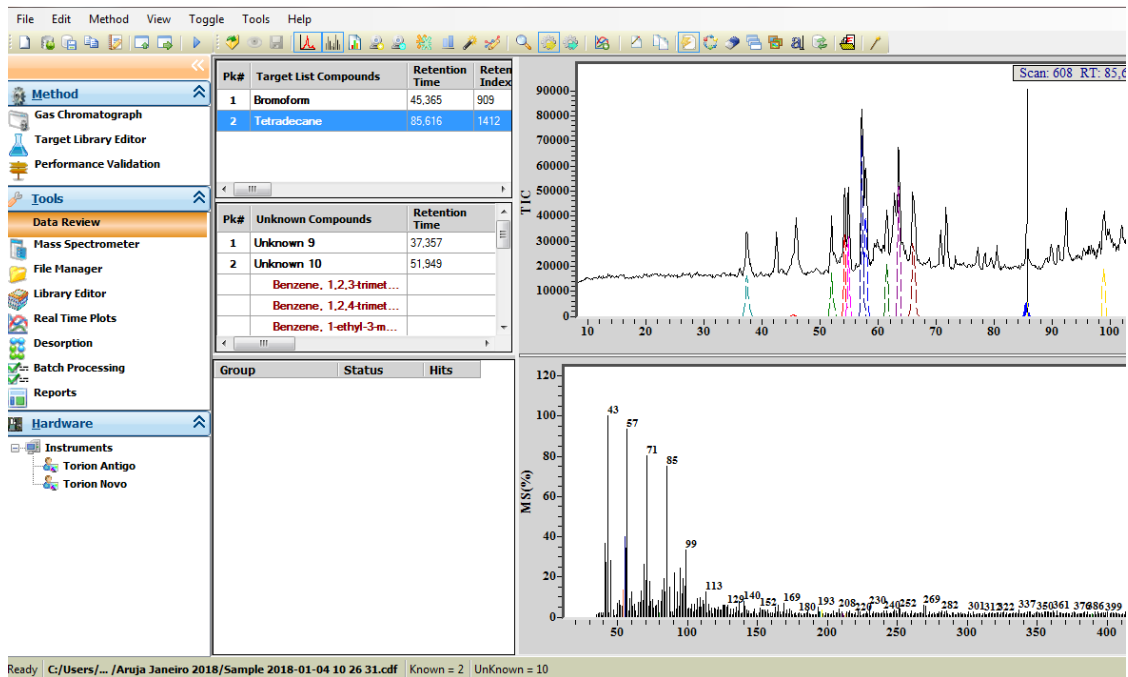 File Edit Method View Toggle Tools Help
Method
Gas Chromatograph
Target Library Editor
Performance Validation
Tools
Data Review
Mass Spectrometer
File Manager
Library Editor
Real Time Plots
Desorption
Batch Processing
Reports
Hardware
Instruments
Torion Antigo
Torion Novo
Pk# Target List Compounds Retention Time Reten Index
1 Bromoform 45,365 909
2 Tetradecane 85,616 1412
Pk# Unknown Compounds Retention Time
1 Unknown 9 37,357
2 Unknown 10 51,949
Benzene, 1,2,3-trimet...
Benzene, 1,2,4-trimet...
Benzene, 1-ethyl-3-m...
Group Status Hits
Scan: 608 RT: 85,6
TIC
90000
80000
70000
60000
50000
40000
30000
20000
10000
0
10 20 30 40 50 60 70 80 90 100
MS(%)
120
100
80
60
40
20
0
43
57
71
85
99
113
129 140 152 169 180 193 208 220 230 240 252 269 282 301 312 322 337 350 361 376 386 399
50 100 150 200 250 300 350 400
Ready C:/Users/... /Aruja Janeiro 2018/Sample 2018-01-04 10 26 31.cdf Known = 2 UnKnown = 10